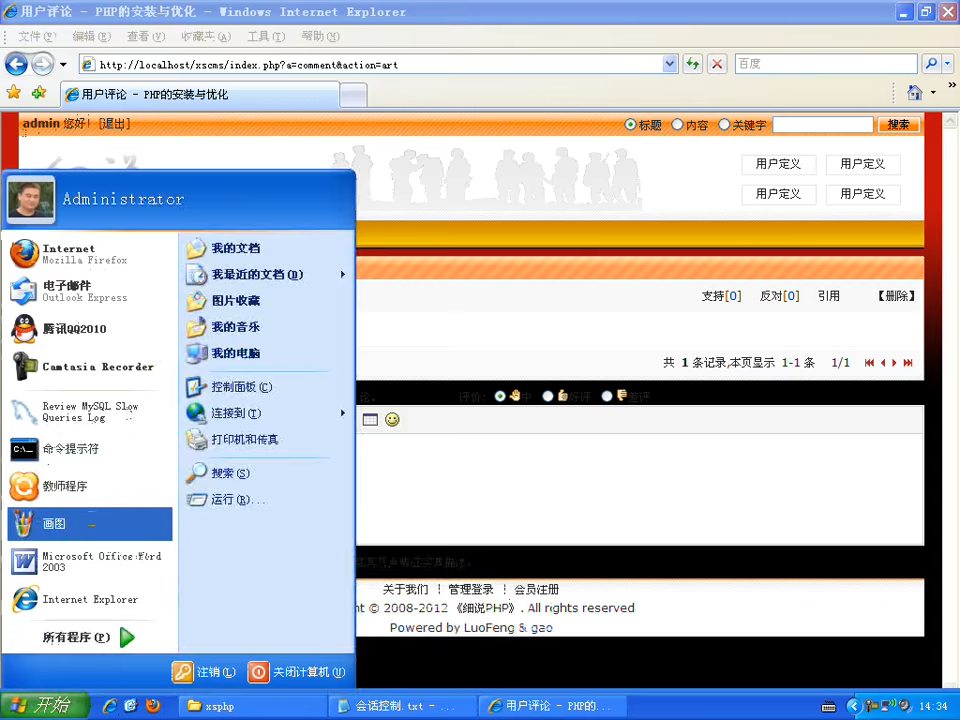 用户评论 - PHP的安装与优化 - Windows Internet Explorer
文件(F) 编辑(E) 查看(V) 收藏夹(A) 工具(T) 帮助(H)
http://localhost/xscms/index.php?a=comment&action=art
百度
用户评论 - PHP的安装与优化
admin 您好! [退出]
标题 内容 关键字 搜索
用户定义 用户定义
用户定义 用户定义
Administrator
Internet
Mozilla Firefox
电子邮件
Outlook Express
腾讯QQ2010
Camtasia Recorder
Review MySQL Slow
Queries Log
命令提示符
教师程序
画图
Microsoft Office Word
2003
Internet Explorer
所有程序(P)
我的文档
我最近的文档(D)
图片收藏
我的音乐
我的电脑
控制面板(C)
连接到(T)
打印机和传真
搜索(S)
运行(R)...
注销(L) 关闭计算机(U)
支持[0] 反对[0] 引用 【删除】
共 1 条记录,本页显示 1-1 条 1/1
论。 评价: 中 好评 差评
关于我们 | 管理登录 | 会员注册
© 2008-2012 《细说PHP》. All rights reserved
Powered by LuoFeng & gao
开始 xsphp 会话控制.txt - ... 用户评论 - PHP的... 14:34